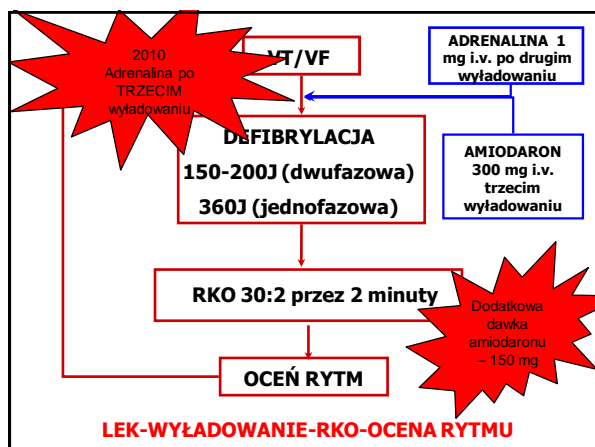 2010
Adrenalina po
TRZECIM
wyładowaniu
VT/VF
ADRENALINA 1
mg i.v. po drugim
wyładowaniu
DEFIBRYLACJA
150-200J (dwufazowa)
360J (jednofazowa)
AMIODARON
300 mg i.v.
trzecim
wyładowaniu
RKO 30:2 przez 2 minuty
Dodatkowa
dawka
amiodaronu
– 150 mg
OCEŃ RYTM
LEK-WYŁADOWANIE-RKO-OCENA RYTMU